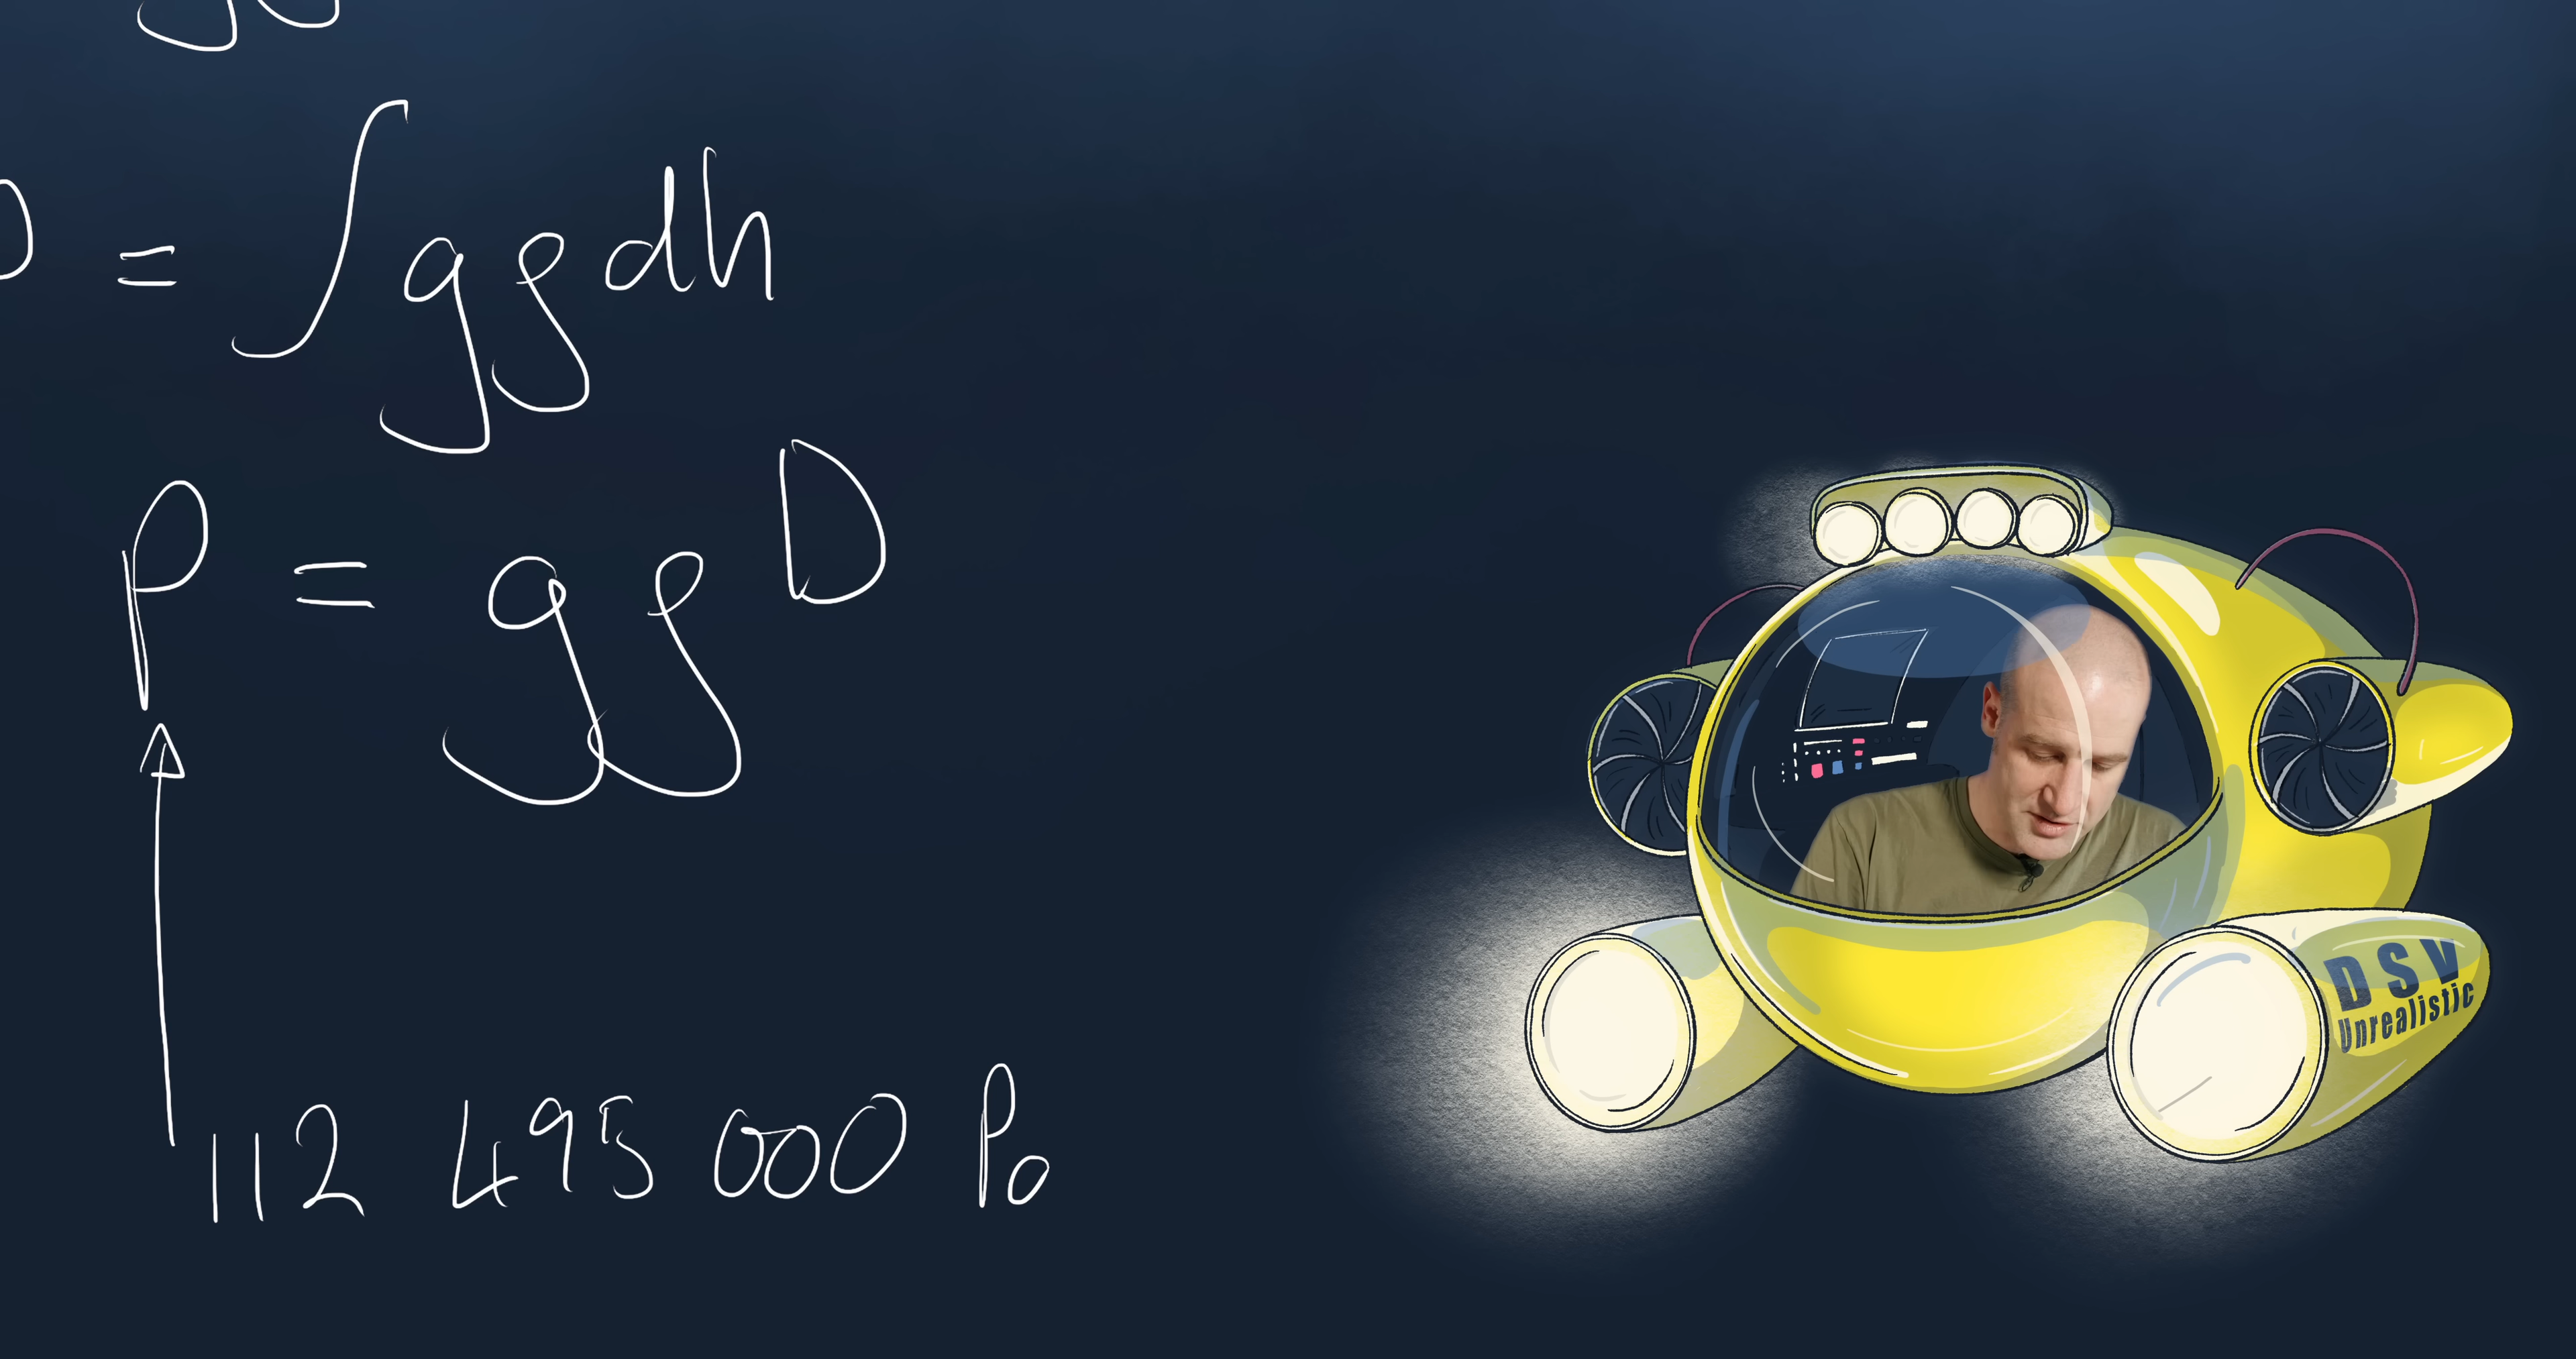 = ∫ gρdh
P = gρD
112 495 000 Pa
DSV
Unrealistic